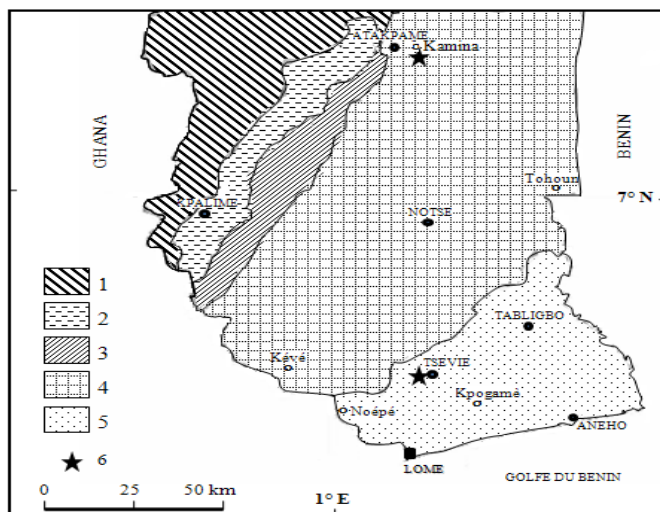 ATAKPAME
Kamina
GHANA
BENIN
Tohoun
7° N
KPALIME
NOTSE
1
2
3
4
5
6
TABLIGBO
Kévé
TSEVIE
Kpogamè
Noépé
ANEHO
LOME
GOLFE DU BENIN
0 25 50 km
1° E